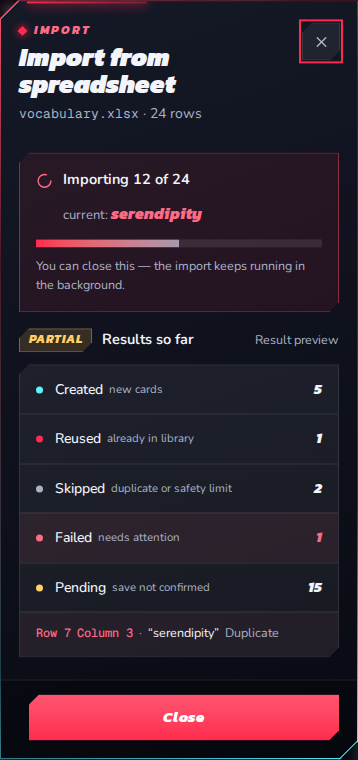 IMPORT
Import from
spreadsheet
vocabulary.xlsx · 24 rows
Importing 12 of 24
current: serendipity
You can close this — the import keeps running in
the background.
PARTIAL Results so far Result preview
Created new cards 5
Reused already in library 1
Skipped duplicate or safety limit 2
Failed needs attention 1
Pending save not confirmed 15
Row 7 Column 3 · “serendipity” Duplicate
Close